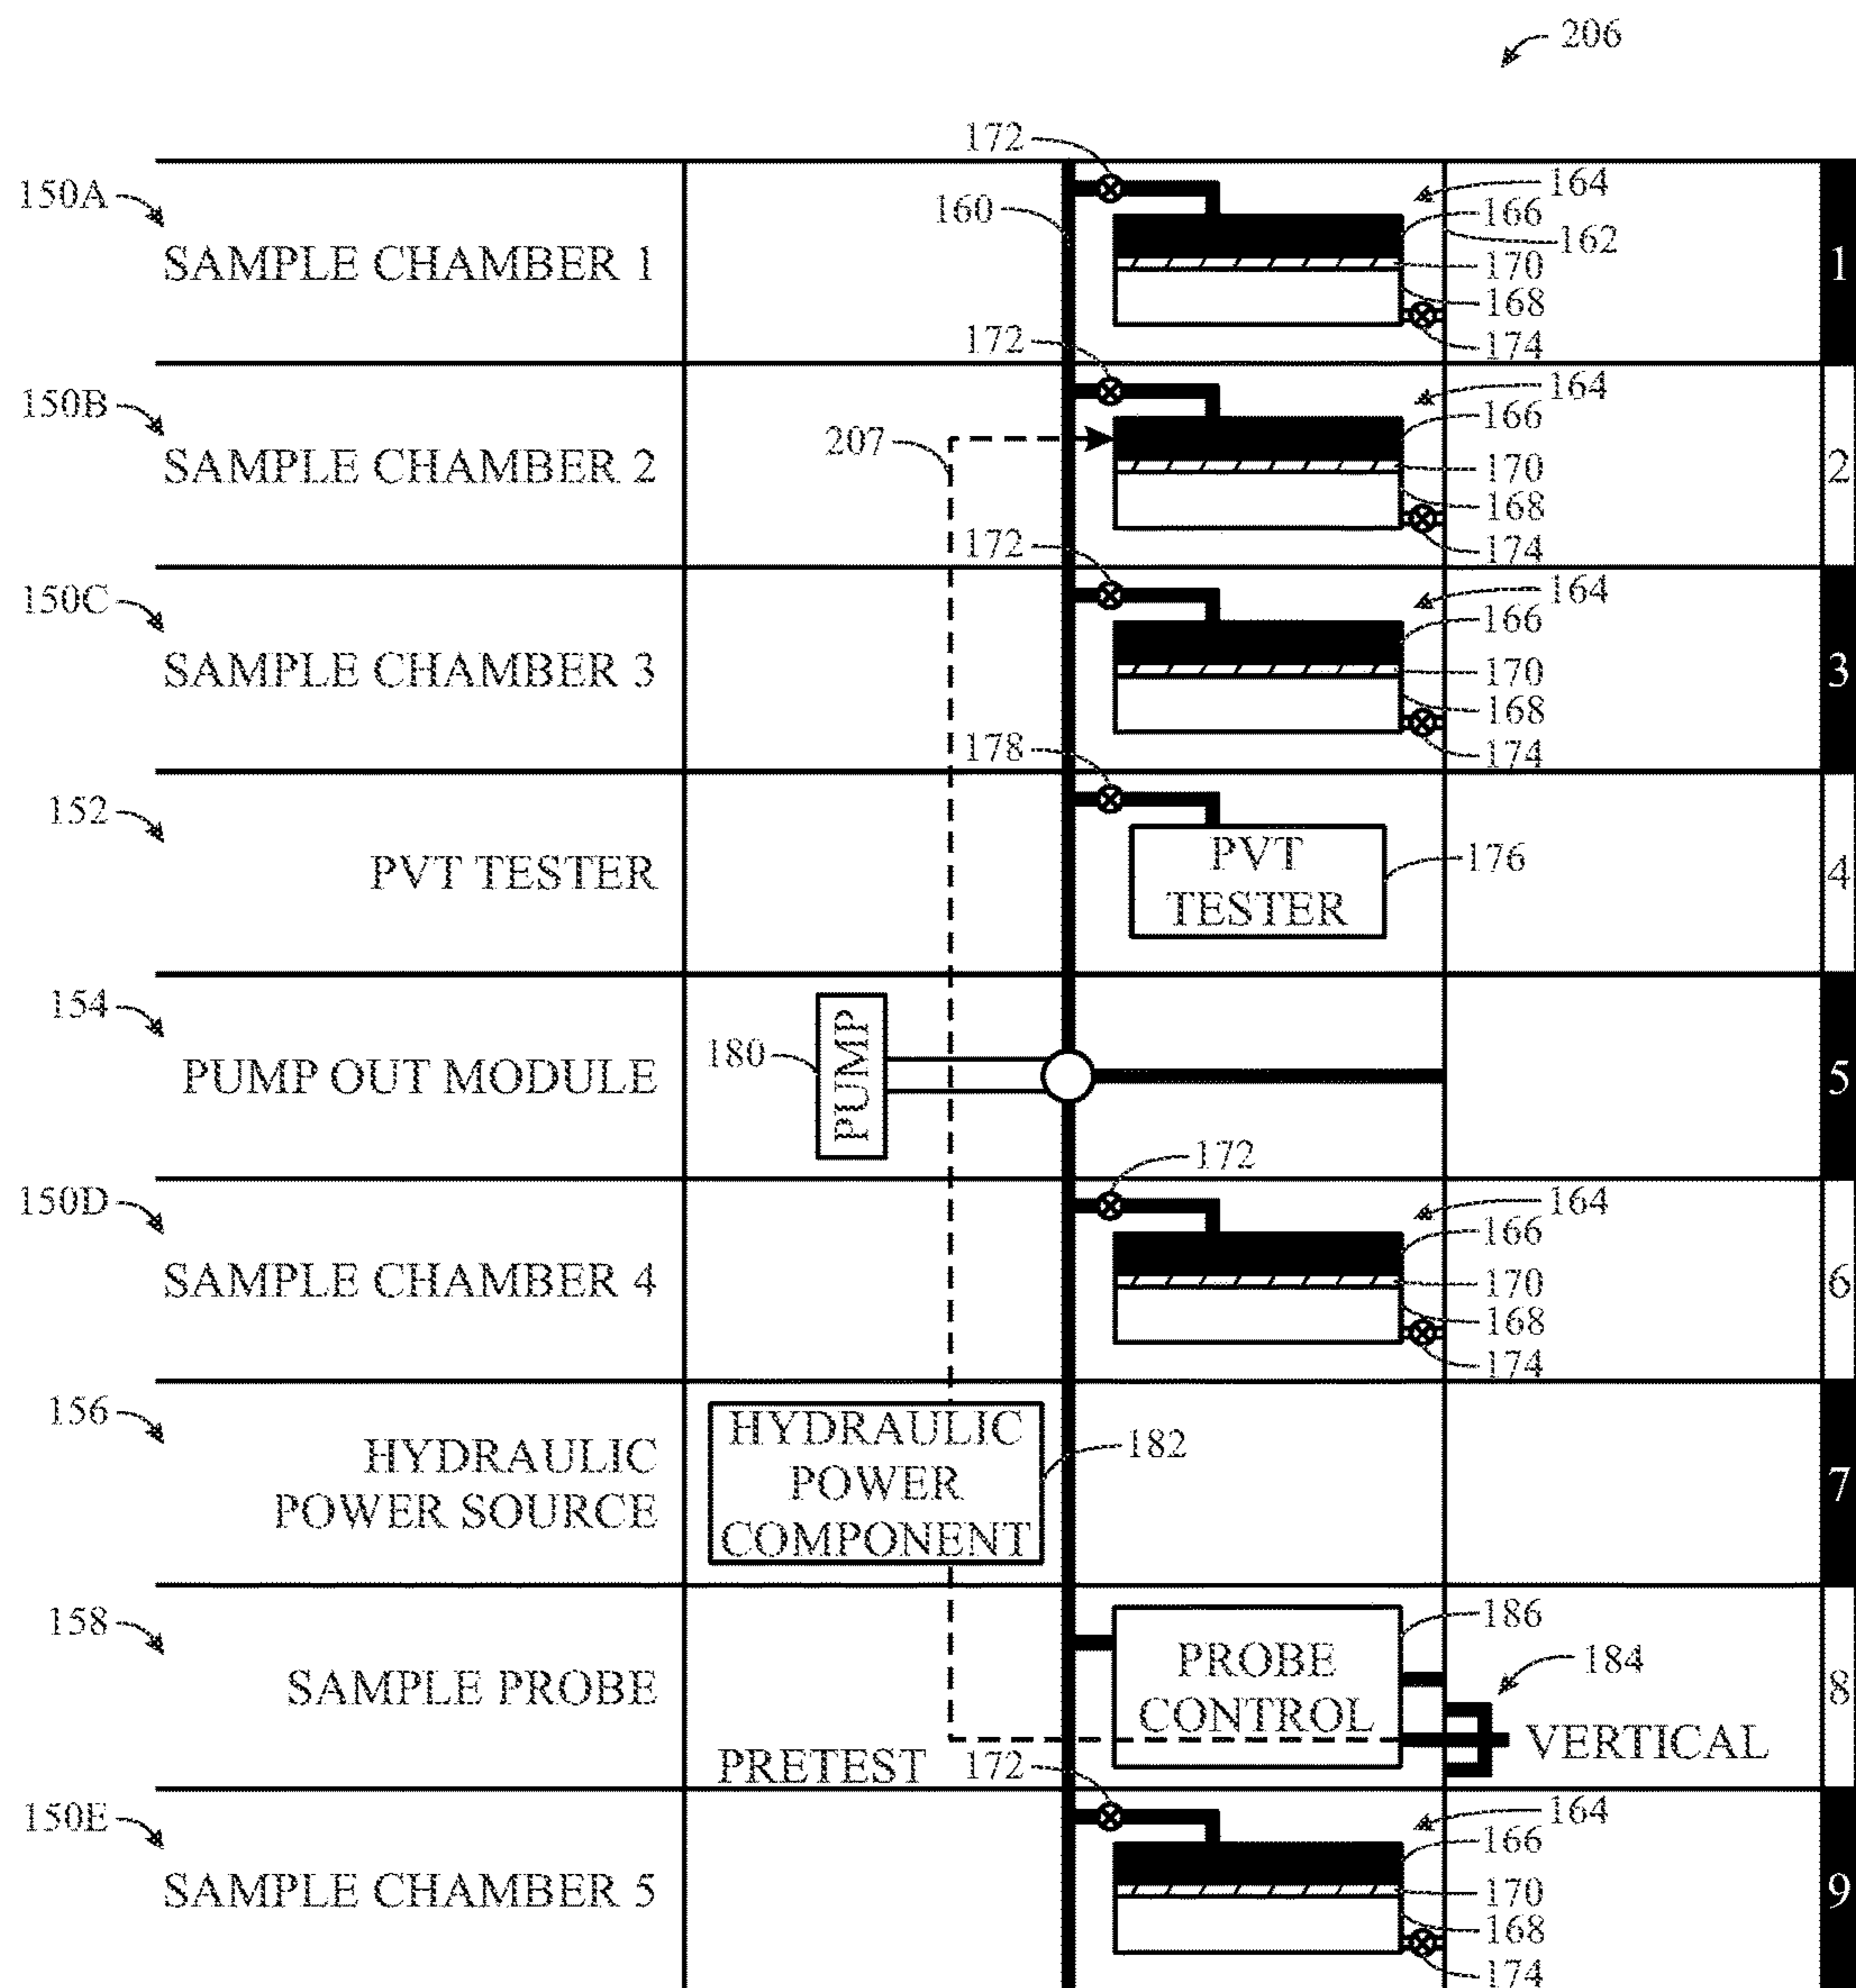 206
172
150A
160
164
166
162
SAMPLE CHAMBER 1
170
1
168
172
174
150B
164
166
207
SAMPLE CHAMBER 2
170
2
168
172
174
150C
164
166
SAMPLE CHAMBER 3
170
3
168
178
174
152
PVT TESTER
PVT
TESTER
176
4
154
PUMP OUT MODULE
180
PUMP
5
172
150D
164
166
SAMPLE CHAMBER 4
170
6
168
174
156
HYDRAULIC
POWER SOURCE
HYDRAULIC
POWER
COMPONENT
182
7
158
186
184
SAMPLE PROBE
PROBE
CONTROL
8
VERTICAL
PRETEST
172
150E
164
166
SAMPLE CHAMBER 5
170
9
168
174